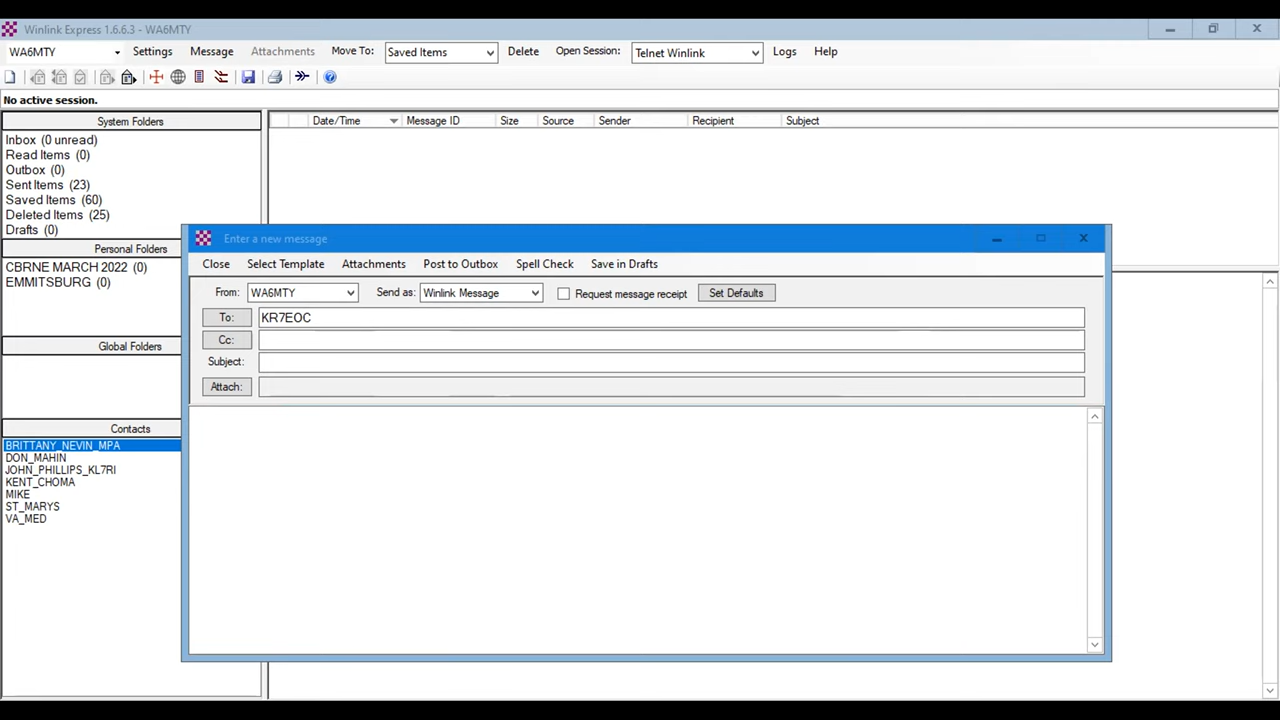 Winlink Express 1.6.6.3 - WA6MTY
WA6MTY Settings Message Attachments Move To: Saved Items Delete Open Session: Telnet Winlink Logs Help
No active session.
System Folders
Date/Time Message ID Size Source Sender Recipient Subject
Inbox (0 unread)
Read Items (0)
Outbox (0)
Sent Items (23)
Saved Items (60)
Deleted Items (25)
Drafts (0)
Personal Folders
CBRNE MARCH 2022 (0)
EMMITSBURG (0)
Global Folders
Contacts
BRITTANY_NEVIN_MPA
DON_MAHIN
JOHN_PHILLIPS_KL7RI
KENT_CHOMA
MIKE
ST_MARYS
VA_MED
Enter a new message
Close Select Template Attachments Post to Outbox Spell Check Save in Drafts
From: WA6MTY Send as: Winlink Message Request message receipt Set Defaults
To: KR7EOC
Cc:
Subject:
Attach: